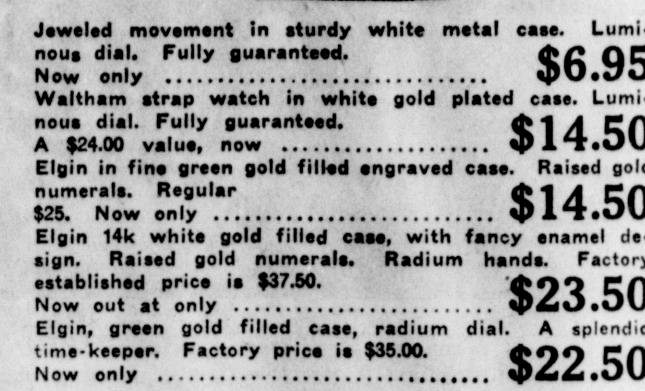 Jeweled movement in sturdy white metal case. Lumi-
nous dial. Fully guaranteed.
Now only ................................ $6.95
Waltham strap watch in white gold plated case. Lumi-
nous dial. Fully guaranteed.
A $24.00 value, now ..................... $14.50
Elgin in fine green gold filled engraved case. Raised gold
numerals. Regular
$25. Now only ............................ $14.50
Elgin 14k white gold filled case, with fancy enamel de-
sign. Raised gold numerals. Radium hands. Factory
established price is $37.50.
Now out at only .......................... $23.50
Elgin, green gold filled case, radium dial. A splendid
time-keeper. Factory price is $35.00.
Now only ................................. $22.50